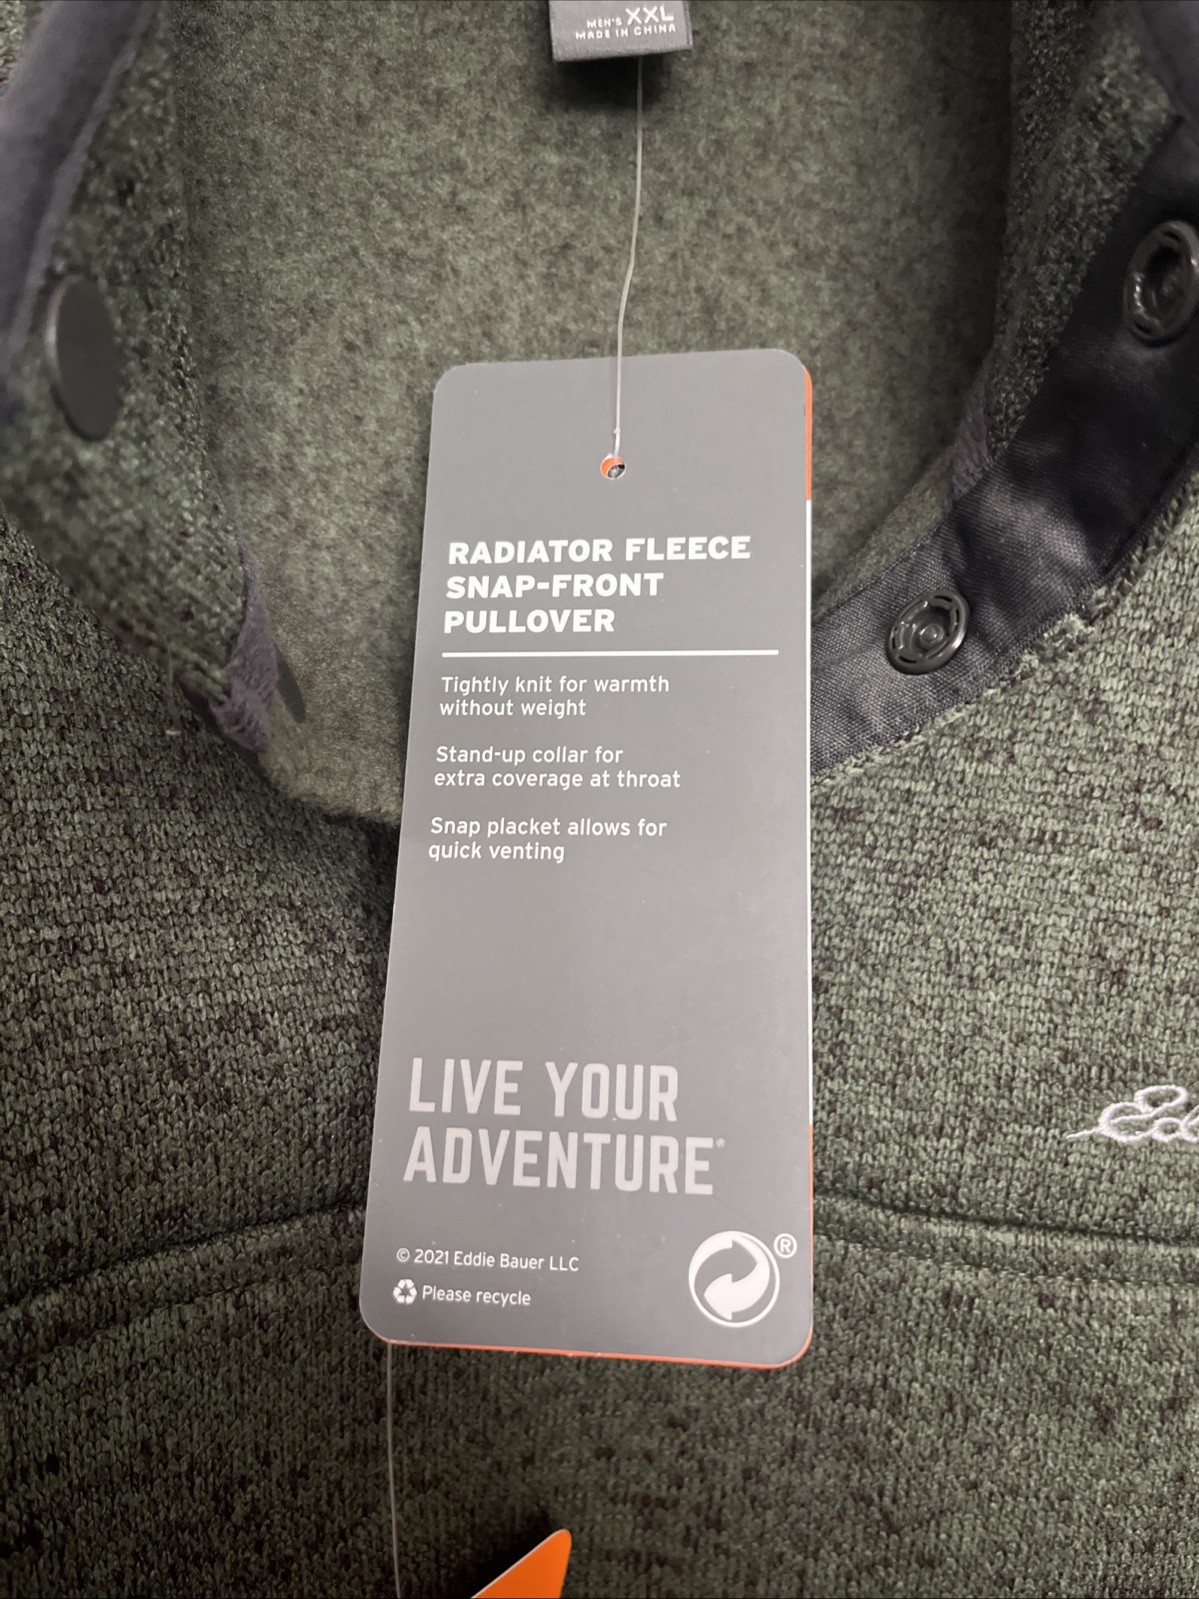 MEN'S XXL
MADE IN CHINA
RADIATOR FLEECE
SNAP-FRONT
PULLOVER
Tightly knit for warmth
without weight
Stand-up collar for
extra coverage at throat
Snap placket allows for
quick venting
LIVE YOUR
ADVENTURE®
© 2021 Eddie Bauer LLC
Please recycle
®